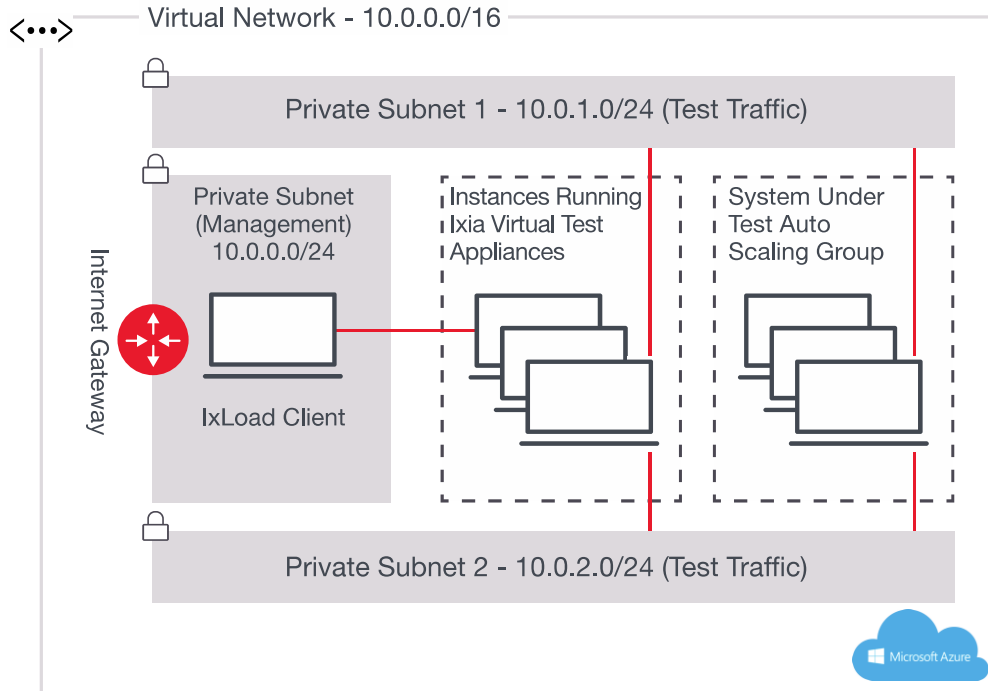 Virtual Network - 10.0.0.0/16
Private Subnet 1 - 10.0.1.0/24 (Test Traffic)
Private Subnet
(Management)
10.0.0.0/24
Instances Running
Ixia Virtual Test
Appliances
System Under
Test Auto
Scaling Group
Internet Gateway
IxLoad Client
Private Subnet 2 - 10.0.2.0/24 (Test Traffic)
Microsoft Azure